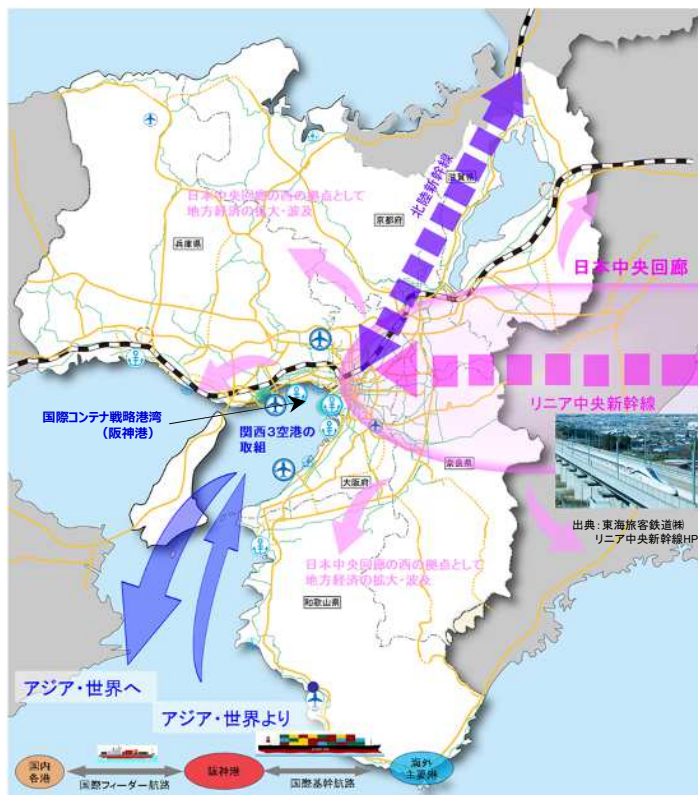 北陸新幹線
滋賀県
日本中央回廊の西の拠点として
地方経済の拡大・波及
京都府
兵庫県
日本中央回廊
リニア中央新幹線
国際コンテナ戦略港湾
(阪神港)
関西3空港の
取組
奈良県
大阪府
出典:東海旅客鉄道㈱
リニア中央新幹線HP
日本中央回廊の西の拠点として
地方経済の拡大・波及
和歌山県
アジア・世界へ
アジア・世界より
国内
各港
国際フィーダー航路
阪神港
国際基幹航路
海外
主要港